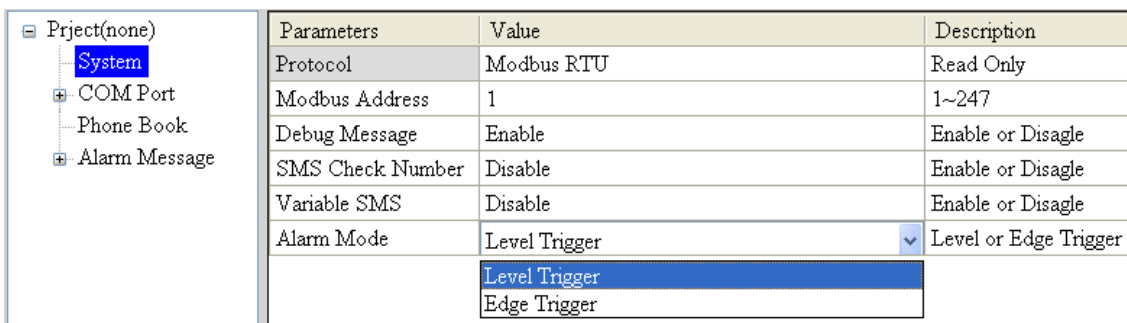 Prject(none)
System
COM Port
Phone Book
Alarm Message
Parameters Value Description
Protocol Modbus RTU Read Only
Modbus Address 1 1~247
Debug Message Enable Enable or Disagle
SMS Check Number Disable Enable or Disagle
Variable SMS Disable Enable or Disagle
Alarm Mode Level Trigger Level or Edge Trigger
Level Trigger
Edge Trigger